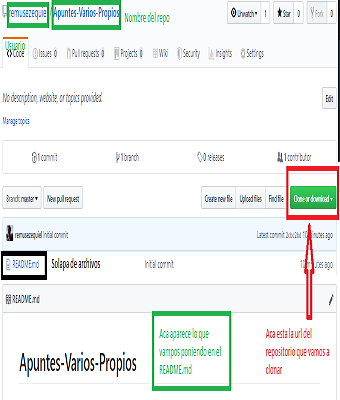 remusezequiel / Apuntes-Varios-Propios
Nombre del repo
Unwatch 1 Star 0 Fork 0
Usuario
Code Issues 0 Pull requests 0 Projects 0 Wiki Security Insights Settings
No description, website, or topics provided.
Edit
Manage topics
1 commit 1 branch 0 releases 1 contributor
Branch: master New pull request Create new file Upload files Find file Clone or download
remusezequiel Initial commit Latest commit minutes ago
README.md Solapa de archivos Initial commit minutes ago
README.md
Apuntes-Varios-Propios
Aca aparece lo que
vampos poniendo en el
README.md
Aca esta la url del
repositorio que vamos a
clonar